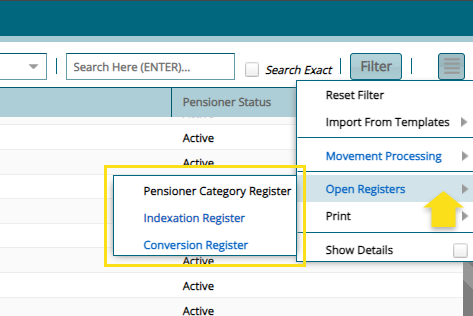 Search Here (ENTER)...
Search Exact
Filter
Pensioner Status
Reset Filter
Active
Import From Templates
Active
Active
Movement Processing
Pensioner Category Register
Open Registers
Indexation Register
Print
Conversion Register
Show Details
Active
Active
Active